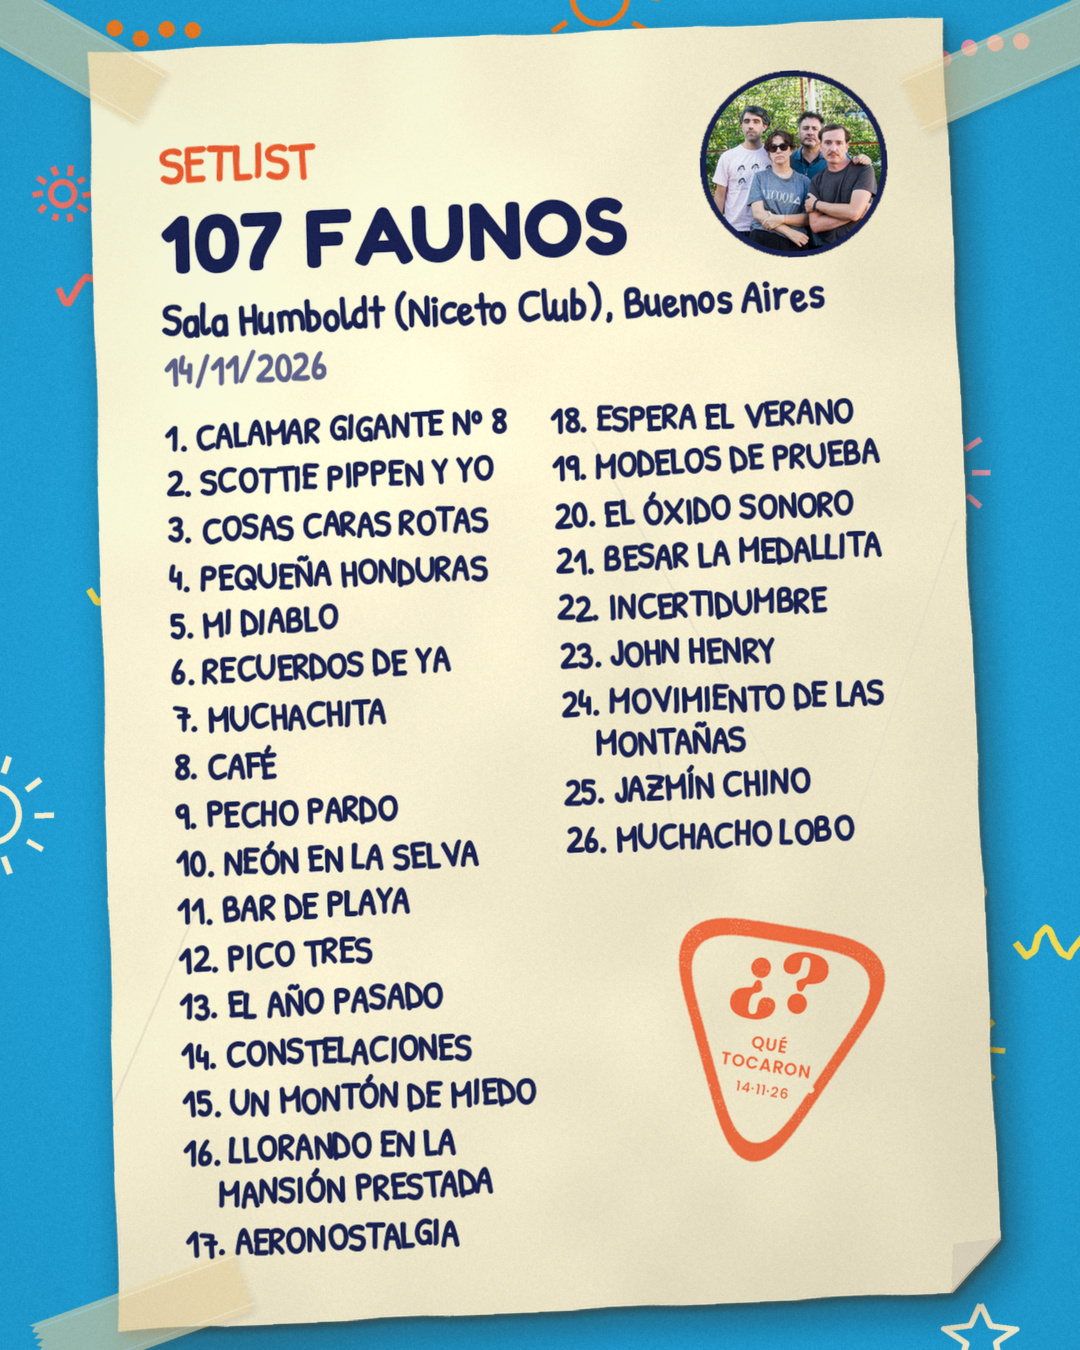 SETLIST
107 FAUNOS
Sala Humboldt (Niceto Club), Buenos Aires
14/11/2026
1. CALAMAR GIGANTE Nº 8
2. SCOTTIE PIPPEN Y YO
3. COSAS CARAS ROTAS
4. PEQUEÑA HONDURAS
5. MI DIABLO
6. RECUERDOS DE YA
7. MUCHACHITA
8. CAFÉ
9. PECHO PARDO
10. NEÓN EN LA SELVA
11. BAR DE PLAYA
12. PICO TRES
13. EL AÑO PASADO
14. CONSTELACIONES
15. UN MONTÓN DE MIEDO
16. LLORANDO EN LA
MANSIÓN PRESTADA
17. AERONOSTALGIA
18. ESPERA EL VERANO
19. MODELOS DE PRUEBA
20. EL ÓXIDO SONORO
21. BESAR LA MEDALLITA
22. INCERTIDUMBRE
23. JOHN HENRY
24. MOVIMIENTO DE LAS
MONTAÑAS
25. JAZMÍN CHINO
26. MUCHACHO LOBO
¿?
QUÉ
TOCARON
14·11·26